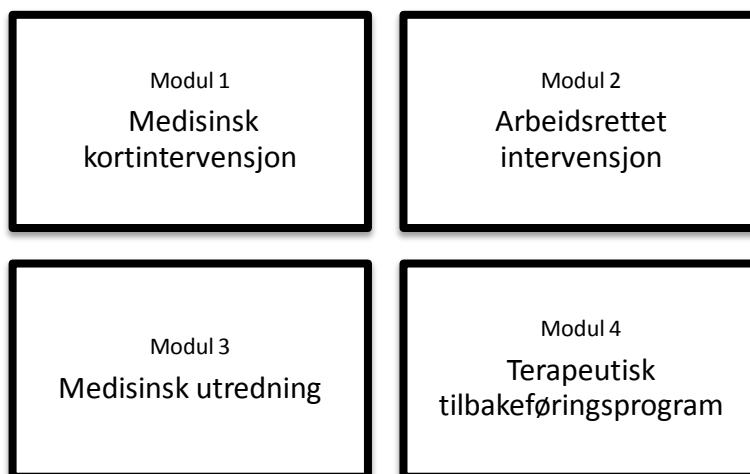 Modul 1
Medisinsk
kortintervensjon
Modul 2
Arbeidsrettet
intervensjon
Modul 3
Medisinsk utredning
Modul 4
Terapeutisk
tilbakeføringsprogram